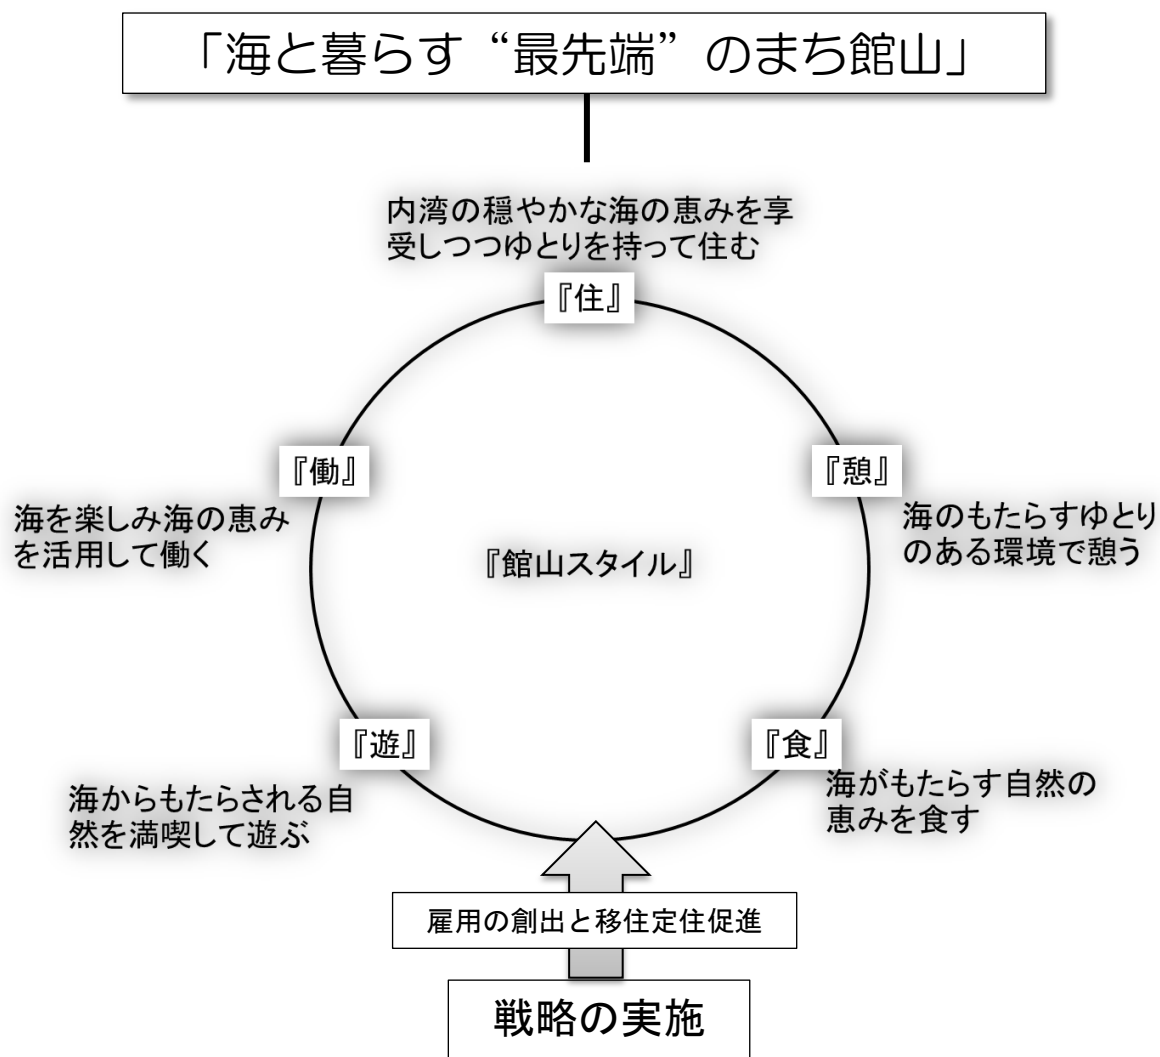 「海と暮らす“最先端”のまち館山」
内湾の穏やかな海の恵みを享
受しつつゆとりを持って住む
『住』
『働』
海を楽しみ海の恵み
を活用して働く
『憩』
海のもたらすゆとり
のある環境で憩う
『館山スタイル』
『遊』
海からもたらされる自
然を満喫して遊ぶ
『食』
海がもたらす自然の
恵みを食す
雇用の創出と移住定住促進
戦略の実施